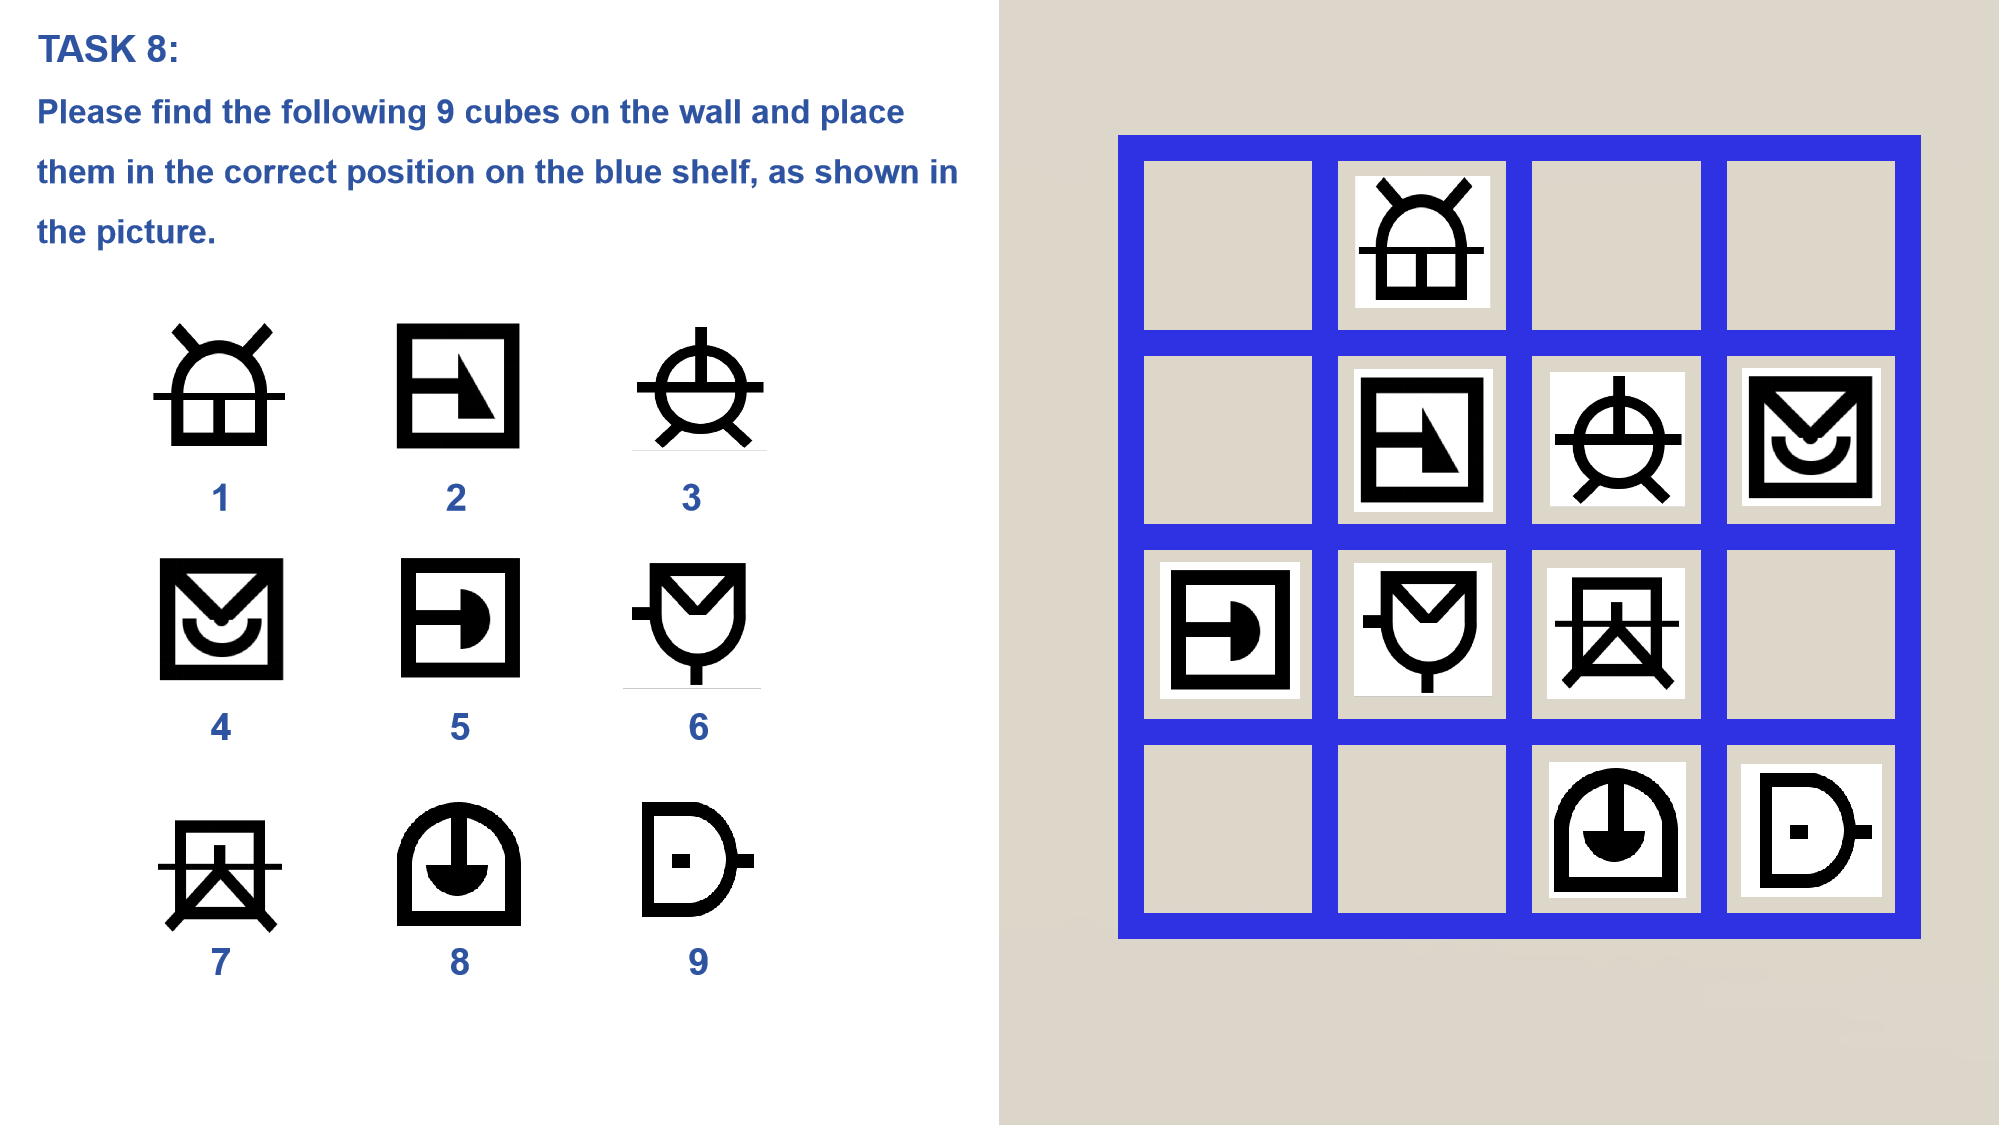 TASK 8:
Please find the following 9 cubes on the wall and place
them in the correct position on the blue shelf, as shown in
the picture.
1 2 3
4 5 6
7 8 9